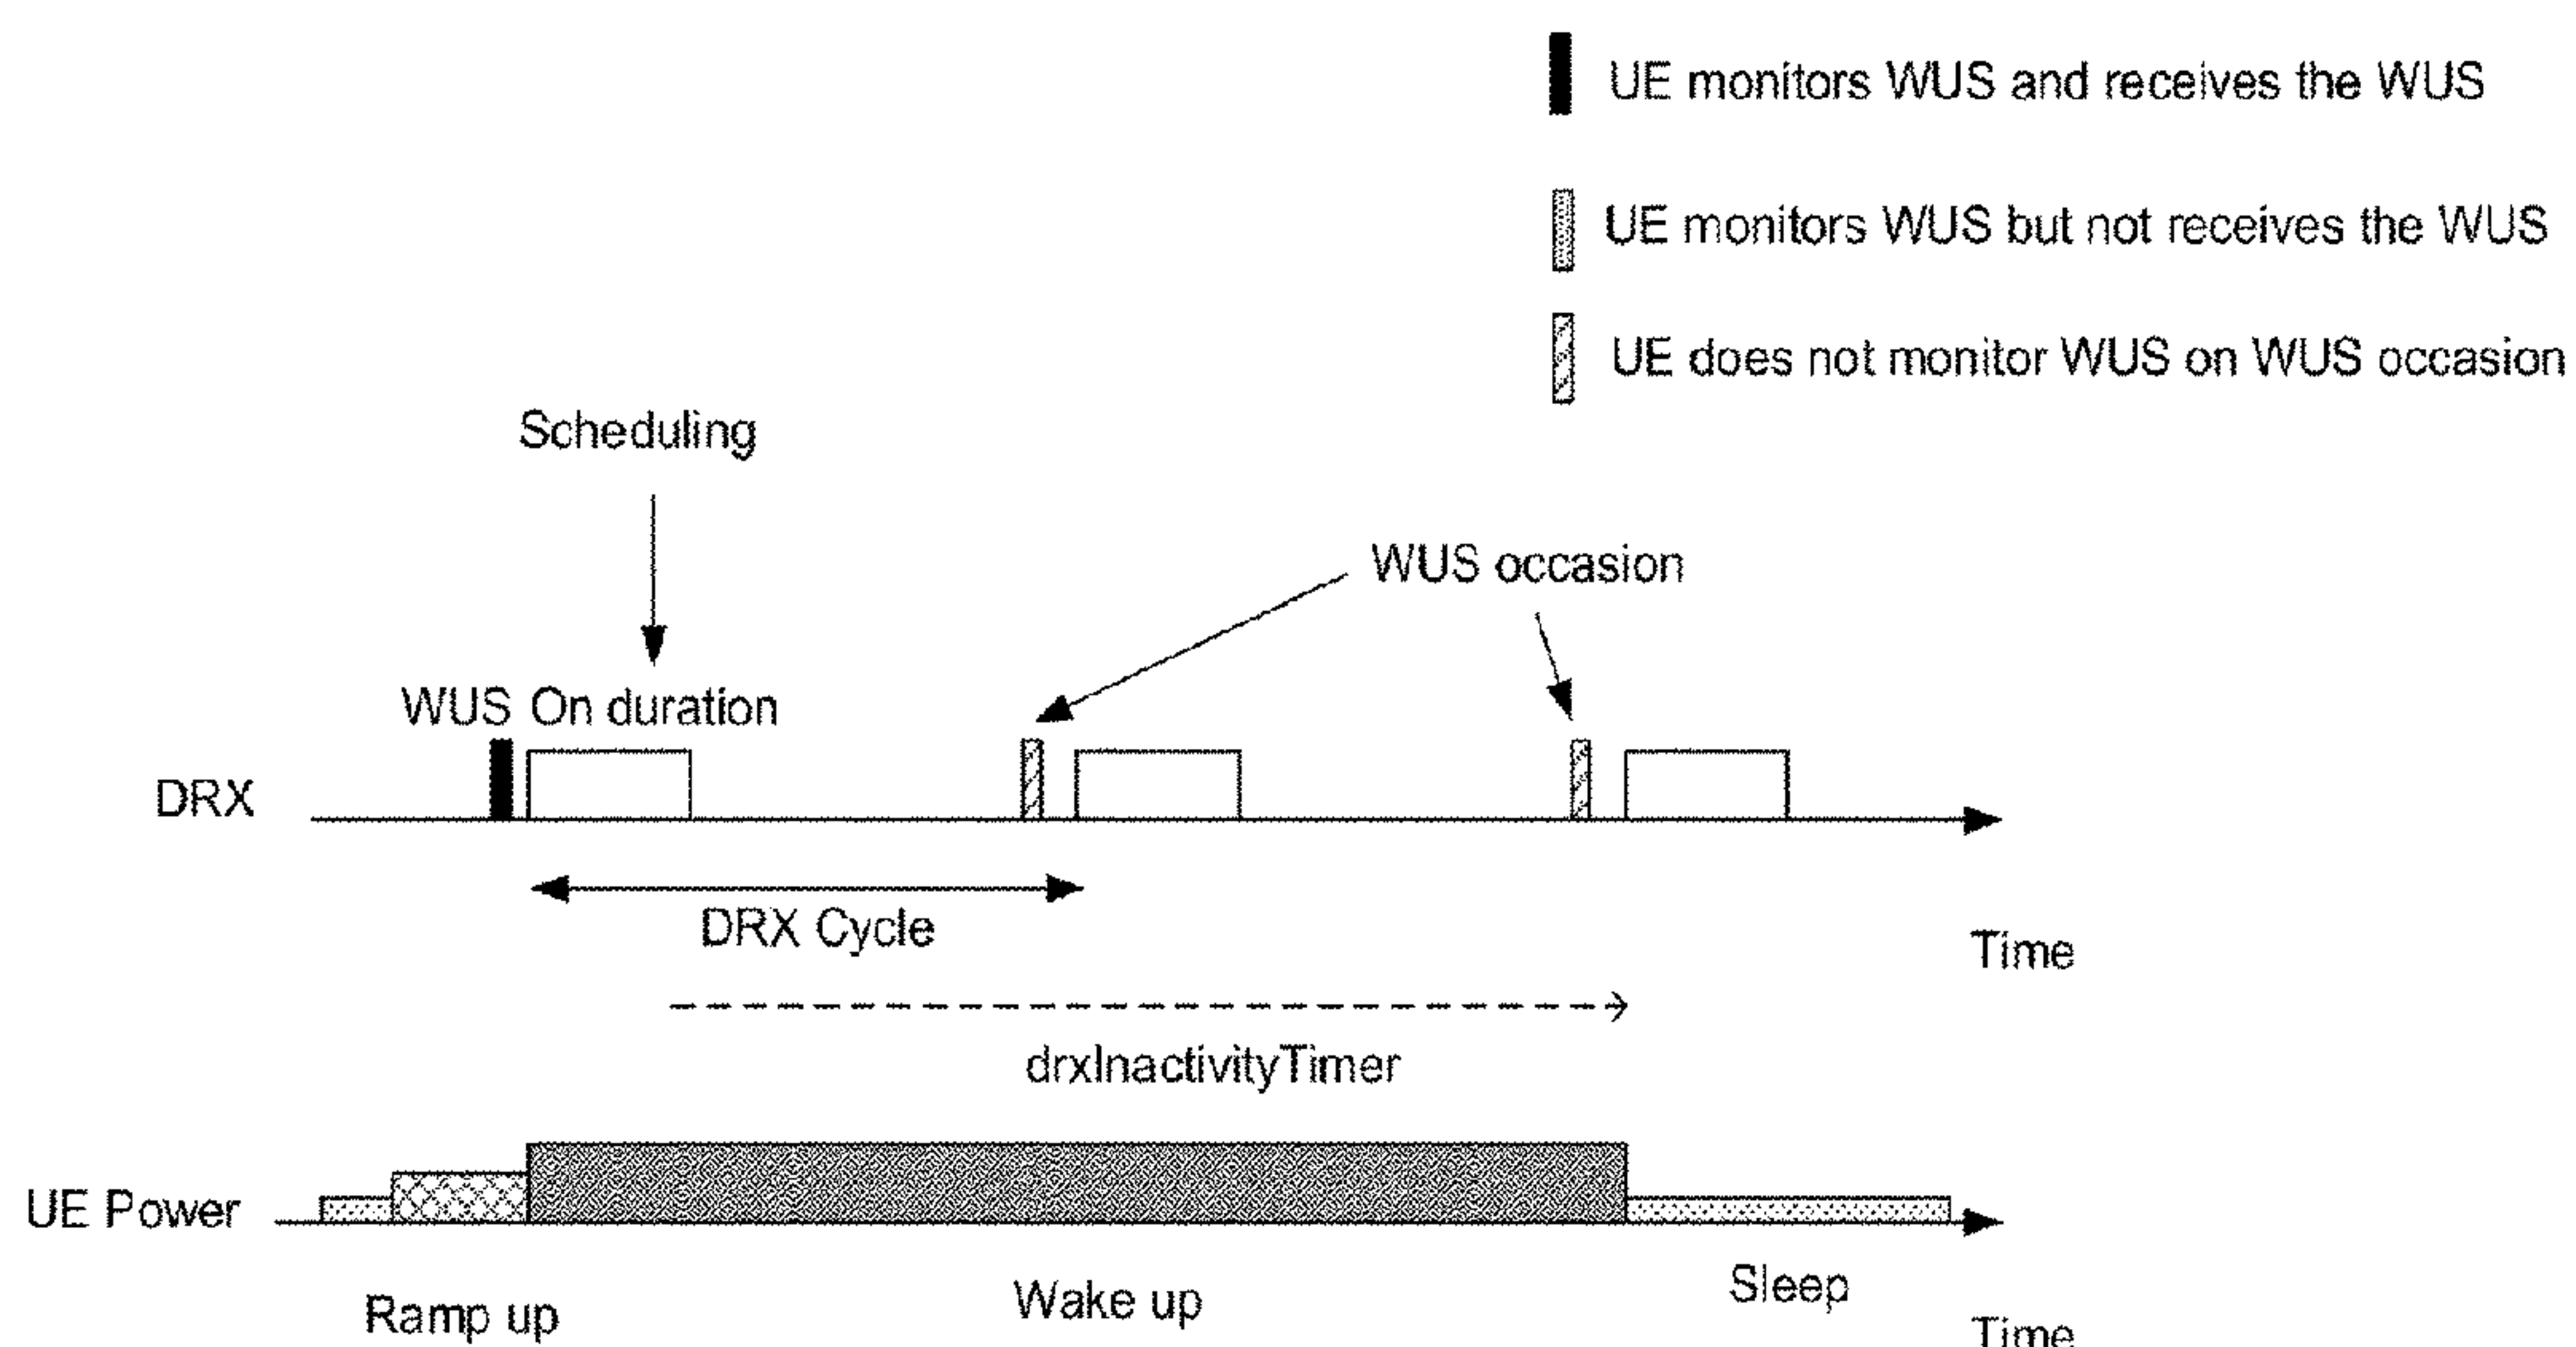 UE monitors WUS and receives the WUS
UE monitors WUS but not receives the WUS
UE does not monitor WUS on WUS occasion
Scheduling
WUS occasion
WUS On duration
DRX
DRX Cycle
Time
drxInactivityTimer
UE Power
Ramp up
Wake up
Sleep
Time